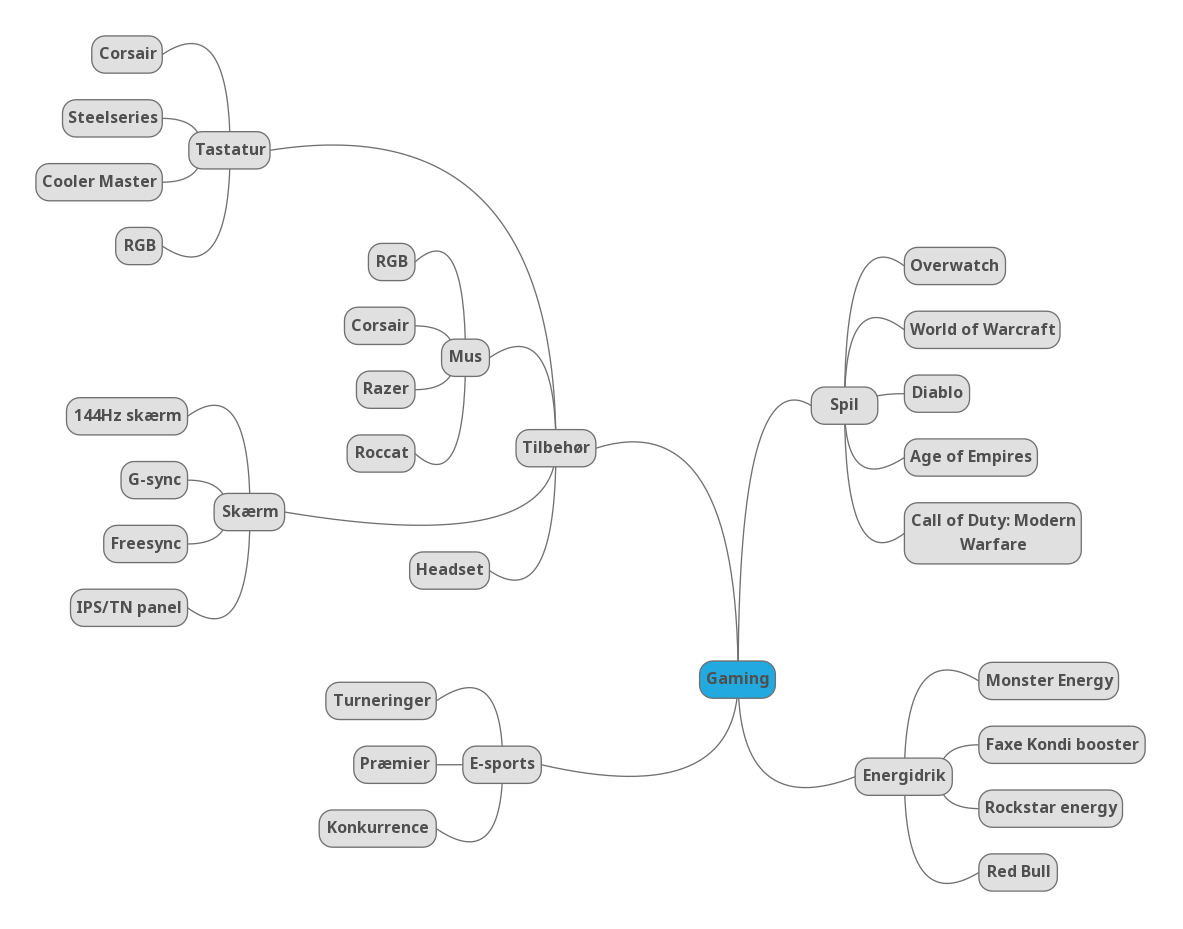 Gaming
Tilbehør
Tastatur
Corsair
Steelseries
Cooler Master
RGB
Mus
RGB
Corsair
Razer
Roccat
Skærm
144Hz skærm
G-sync
Freesync
IPS/TN panel
Headset
E-sports
Turneringer
Præmier
Konkurrence
Spil
Overwatch
World of Warcraft
Diablo
Age of Empires
Call of Duty: Modern
Warfare
Energidrik
Monster Energy
Faxe Kondi booster
Rockstar energy
Red Bull